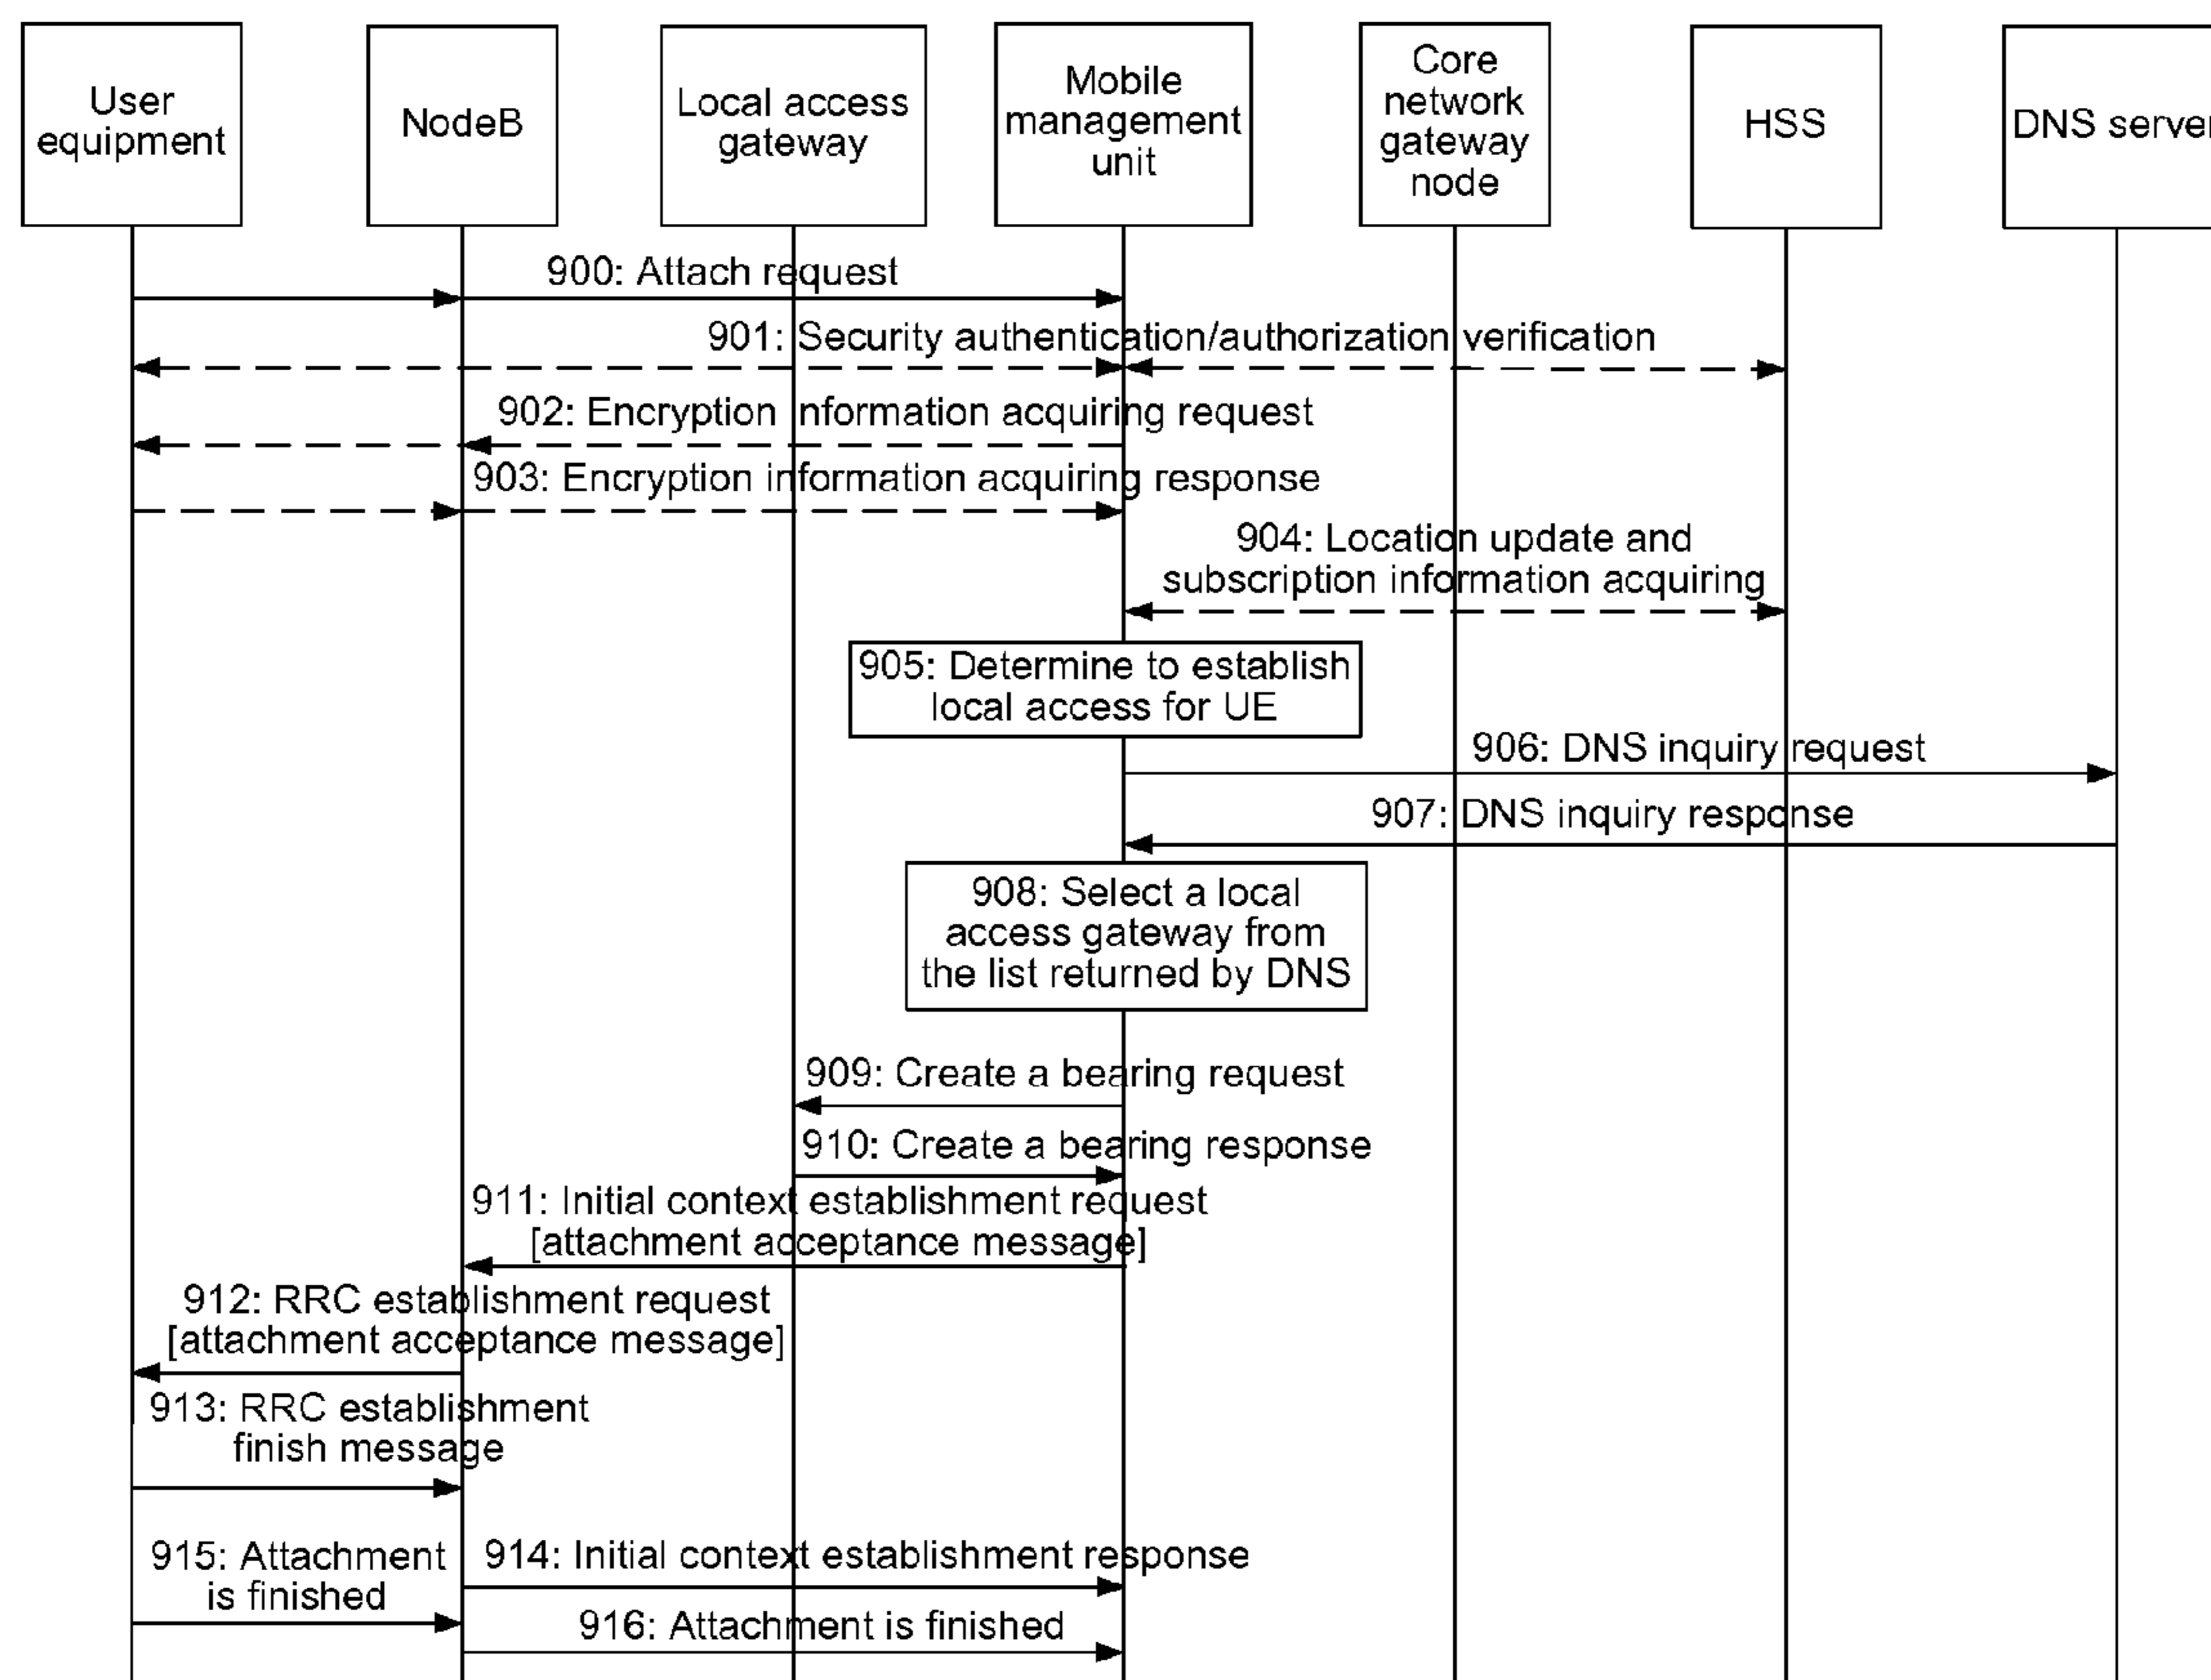 User
equipment
NodeB
Local access
gateway
Mobile
management
unit
Core
network
gateway
node
HSS
DNS server
900: Attach request
901: Security authentication/authorization verification
902: Encryption nformation acquiring request
903: Encryption information acquiring response
904: Location update and
subscription information acquiring
905: Determine to establish
local access for UE
906: DNS inquiry request
907: DNS inquiry response
908: Select a local
access gateway from
the list returned by DNS
909: Create a bearing request
910: Create a bearing response
911: Initial context establishment request
[attachment acceptance message]
912: RRC establishment request
[attachment acceptance message]
913: RRC establishment
finish message
915: Attachment
is finished
914: Initial context establishment response
916: Attachment is finished